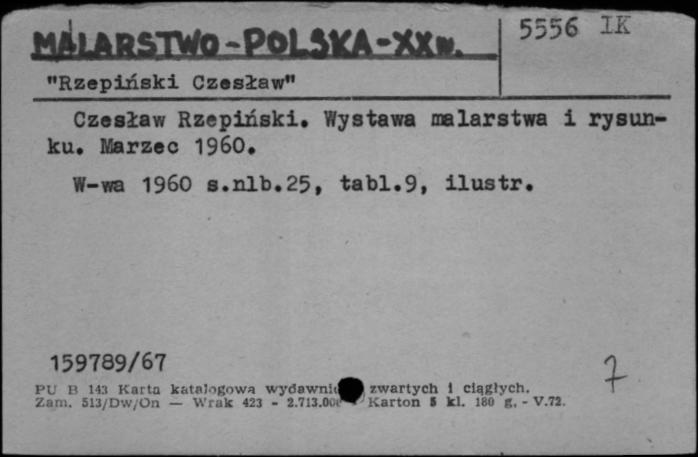 MALARSTWO-POLSKA-XXw.
5556 IK
"Rzepiński Czesław"
Czesław Rzepiński. Wystawa malarstwa i rysun-
ku. Marzec 1960.
W-wa 1960 s.nlb.25, tabl.9, ilustr.
159789/67
7
PU B 143 Karta katalogowa zwartych i ciągłych.
Zam. 513/Dw/On — Wrak 423 - 2.713.000 - Karton 5 kl. 180 g. - V.72.